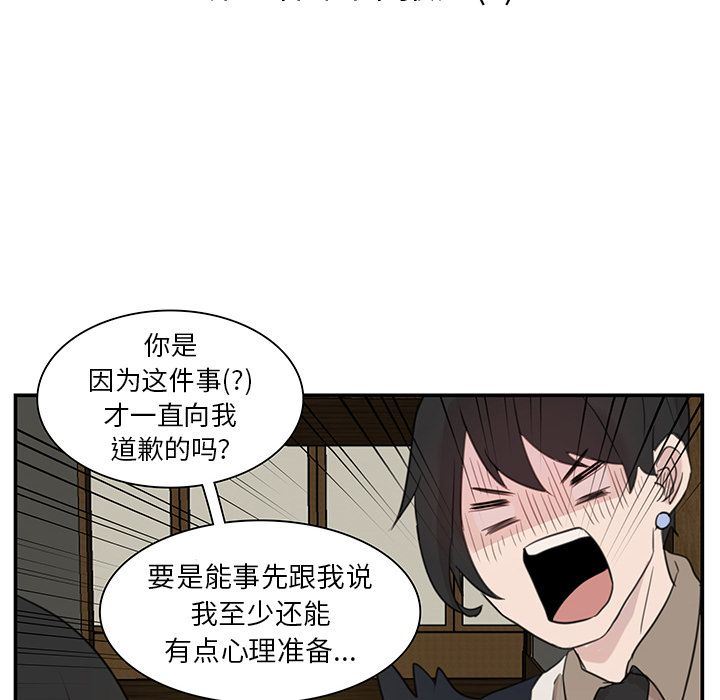 你是
因为这件事(?)
才一直向我
道歉的吗?
要是能事先跟我说
我至少还能
有点心理准备...